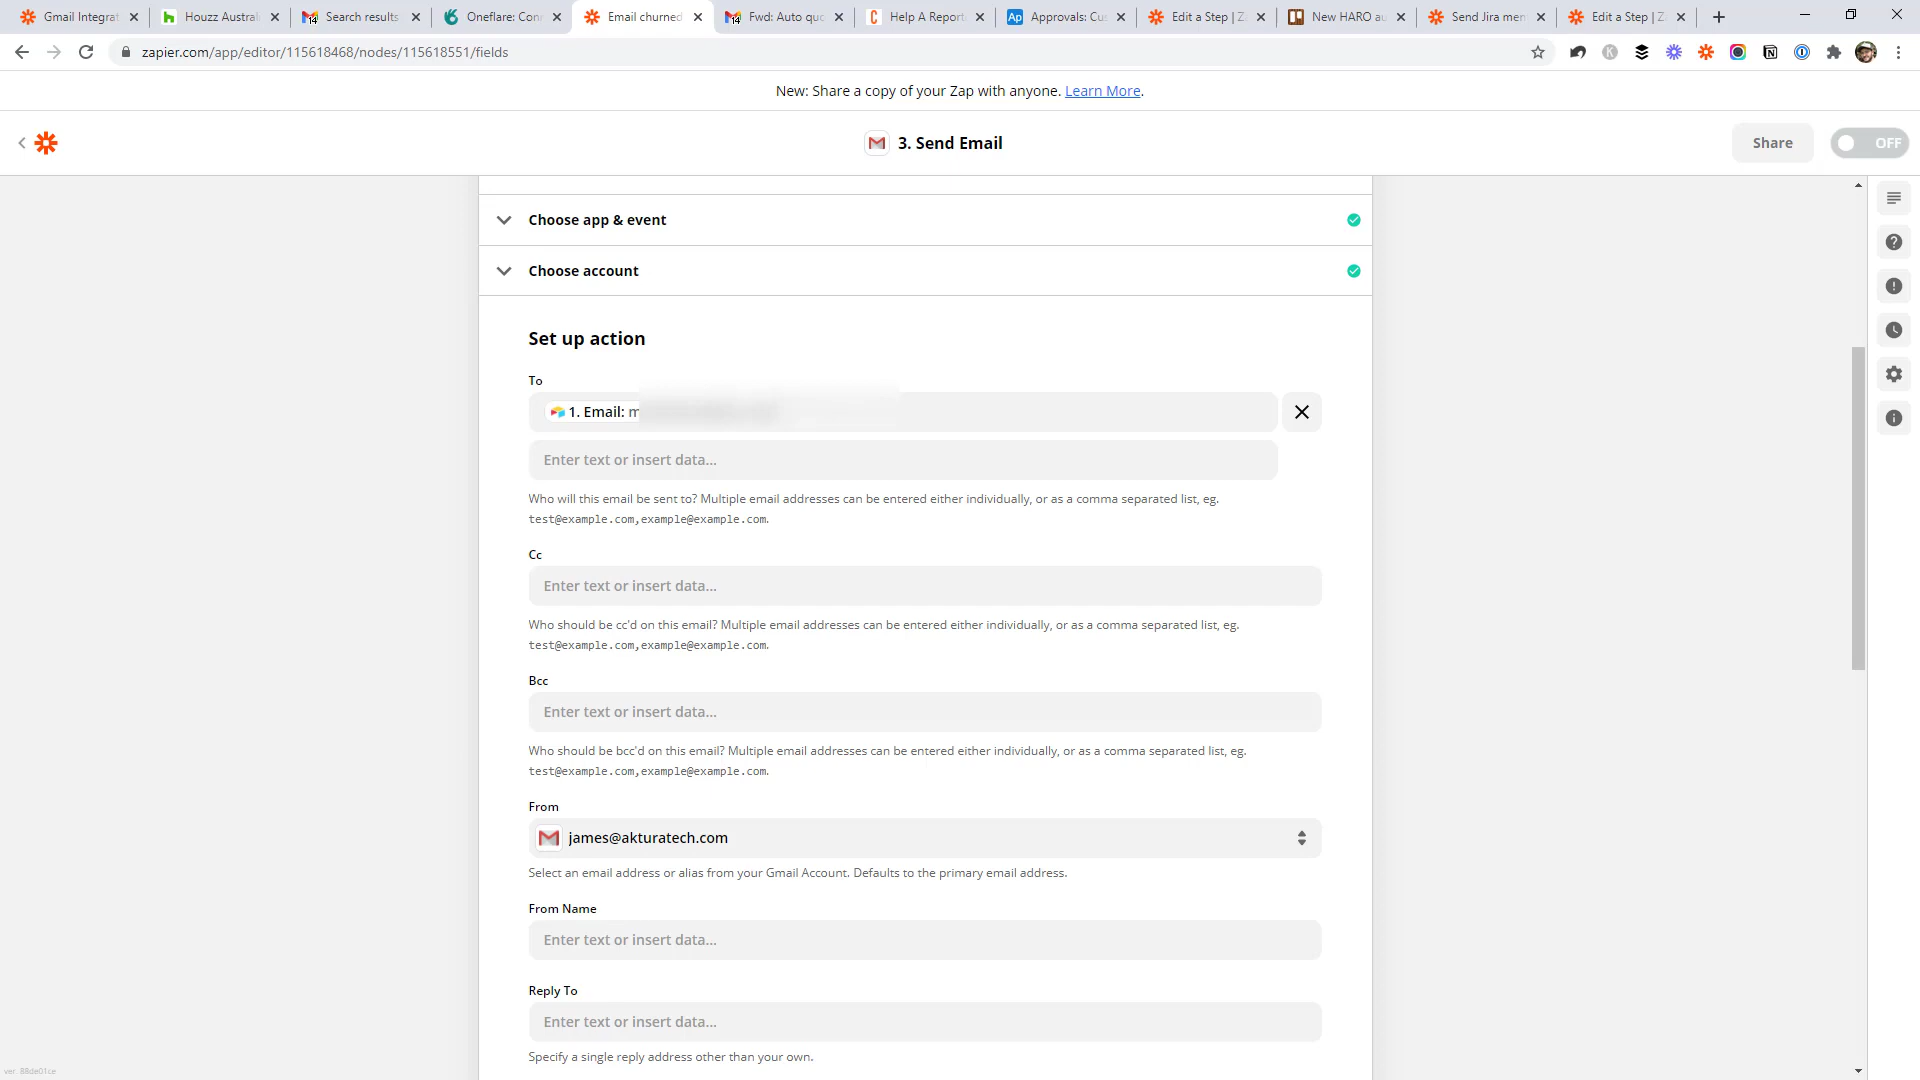 Gmail Integrat
Houzz Austral
Search results
Oneflare: Con
Email churned
Fwd: Auto quo
Help A Report
Approvals: Cu
Edit a Step | Z
New HARO au
Send Jira men
Edit a Step | Z
zapier.com/app/editor/115618468/nodes/115618551/fields
New: Share a copy of your Zap with anyone. Learn More.
3. Send Email
Share
OFF
Choose app & event
Choose account
Set up action
To
1. Email: m
Enter text or insert data...
Who will this email be sent to? Multiple email addresses can be entered either individually, or as a comma separated list, eg.
test@example.com,example@example.com.
Cc
Enter text or insert data...
Who should be cc'd on this email? Multiple email addresses can be entered either individually, or as a comma separated list, eg.
test@example.com,example@example.com.
Bcc
Enter text or insert data...
Who should be bcc'd on this email? Multiple email addresses can be entered either individually, or as a comma separated list, eg.
test@example.com,example@example.com.
From
james@akturatech.com
Select an email address or alias from your Gmail Account. Defaults to the primary email address.
From Name
Enter text or insert data...
Reply To
Enter text or insert data...
Specify a single reply address other than your own.
ver. 88de01ce